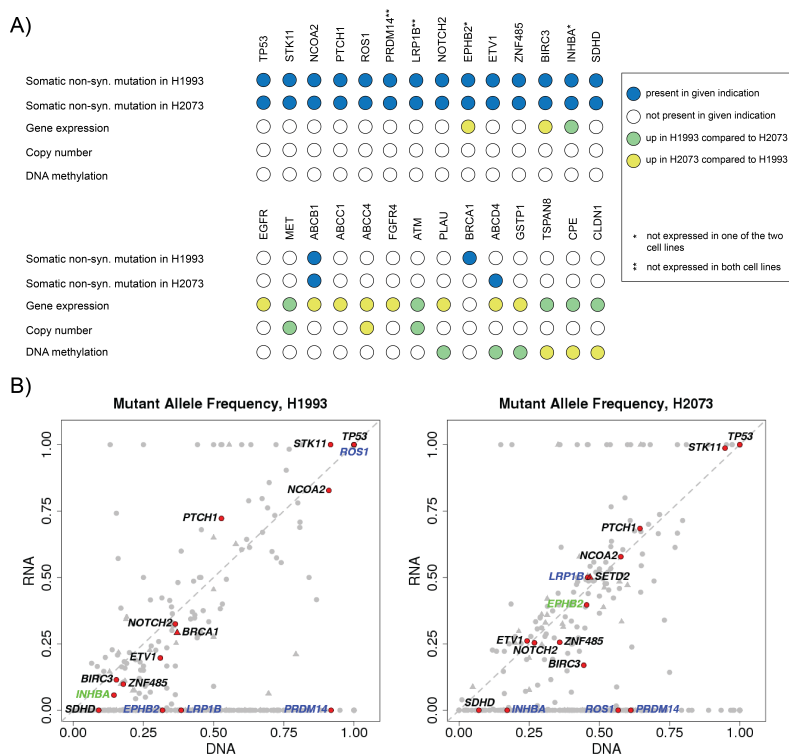 A)
TP53 STK11 NCOA2 PTCH1 ROS1 PRDM14** LRP1B** NOTCH2 EPHB2* ETV1 ZNF485 BIRC3 INHBA* SDHD
Somatic non-syn. mutation in H1993
Somatic non-syn. mutation in H2073
Gene expression
Copy number
DNA methylation
EGFR MET ABCB1 ABCC1 ABCC4 FGFR4 ATM PLAU BRCA1 ABCD4 GSTP1 TSPAN8 CPE CLDN1
Somatic non-syn. mutation in H1993
Somatic non-syn. mutation in H2073
Gene expression
Copy number
DNA methylation
present in given indication
not present in given indication
up in H1993 compared to H2073
up in H2073 compared to H1993
* not expressed in one of the two
cell lines
** not expressed in both cell lines
B)
Mutant Allele Frequency, H1993
RNA
1.00
0.75
0.50
0.25
0.00
STK11
TP53
ROS1
NCOA2
PTCH1
NOTCH2
BRCA1
ETV1
BIRC3
ZNF485
INHBA
SDHD
EPHB2
LRP1B
PRDM14
0.00 0.25 0.50 0.75 1.00
DNA
Mutant Allele Frequency, H2073
RNA
1.00
0.75
0.50
0.25
0.00
TP53
STK11
PTCH1
NCOA2
LRP1B
SETD2
EPHB2
ETV1
ZNF485
NOTCH2
BIRC3
SDHD
INHBA
ROS1
PRDM14
0.00 0.25 0.50 0.75 1.00
DNA